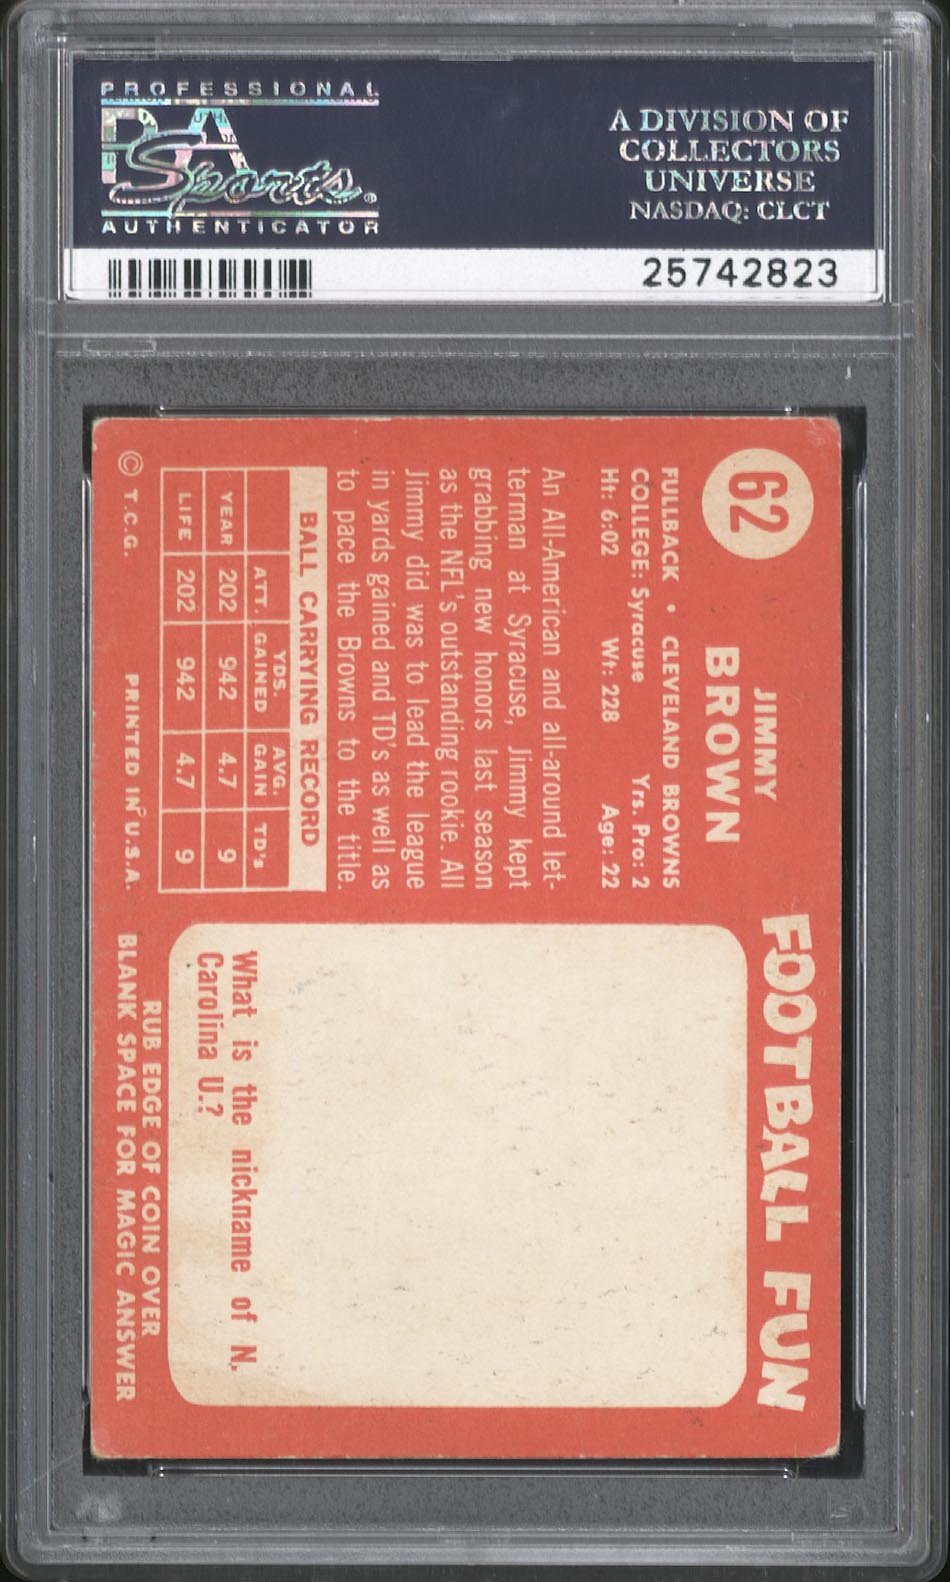 PROFESSIONAL
PSA
Sports®
AUTHENTICATOR
A DIVISION OF
COLLECTORS
UNIVERSE
NASDAQ: CLCT
25742823
62
JIMMY
BROWN
FULLBACK • CLEVELAND BROWNS
COLLEGE: Syracuse Yrs. Pro: 2
Ht: 6:02 Wt: 228 Age: 22
An All-American and all-around let-
terman at Syracuse, Jimmy kept
grabbing new honors last season
as the NFL's outstanding rookie. All
Jimmy did was to lead the league
in yards gained and TD's as well as
to pace the Browns to the title.
BALL CARRYING RECORD
ATT. YDS. GAINED AVG. GAIN TD's
YEAR 202 942 4.7 9
LIFE 202 942 4.7 9
© T.C.G. PRINTED IN U.S.A.
FOOTBALL FUN
What is the nickname of N.
Carolina U.?
RUB EDGE OF COIN OVER
BLANK SPACE FOR MAGIC ANSWER